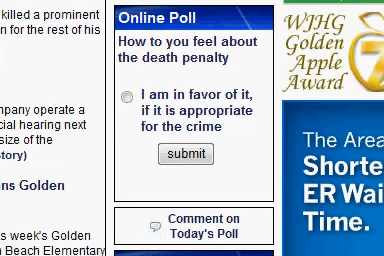 killed a prominent
n for the rest of his
mpany operate a
cial hearing next
size of the
tory)
ns Golden
s week's Golden
Beach Elementary
Online Poll
How to you feel about
the death penalty
I am in favor of it,
if it is appropriate
for the crime
submit
Comment on
Today's Poll
WJHG
Golden
Apple
Award
7
The Area
Shorte
ER Wai
Time.